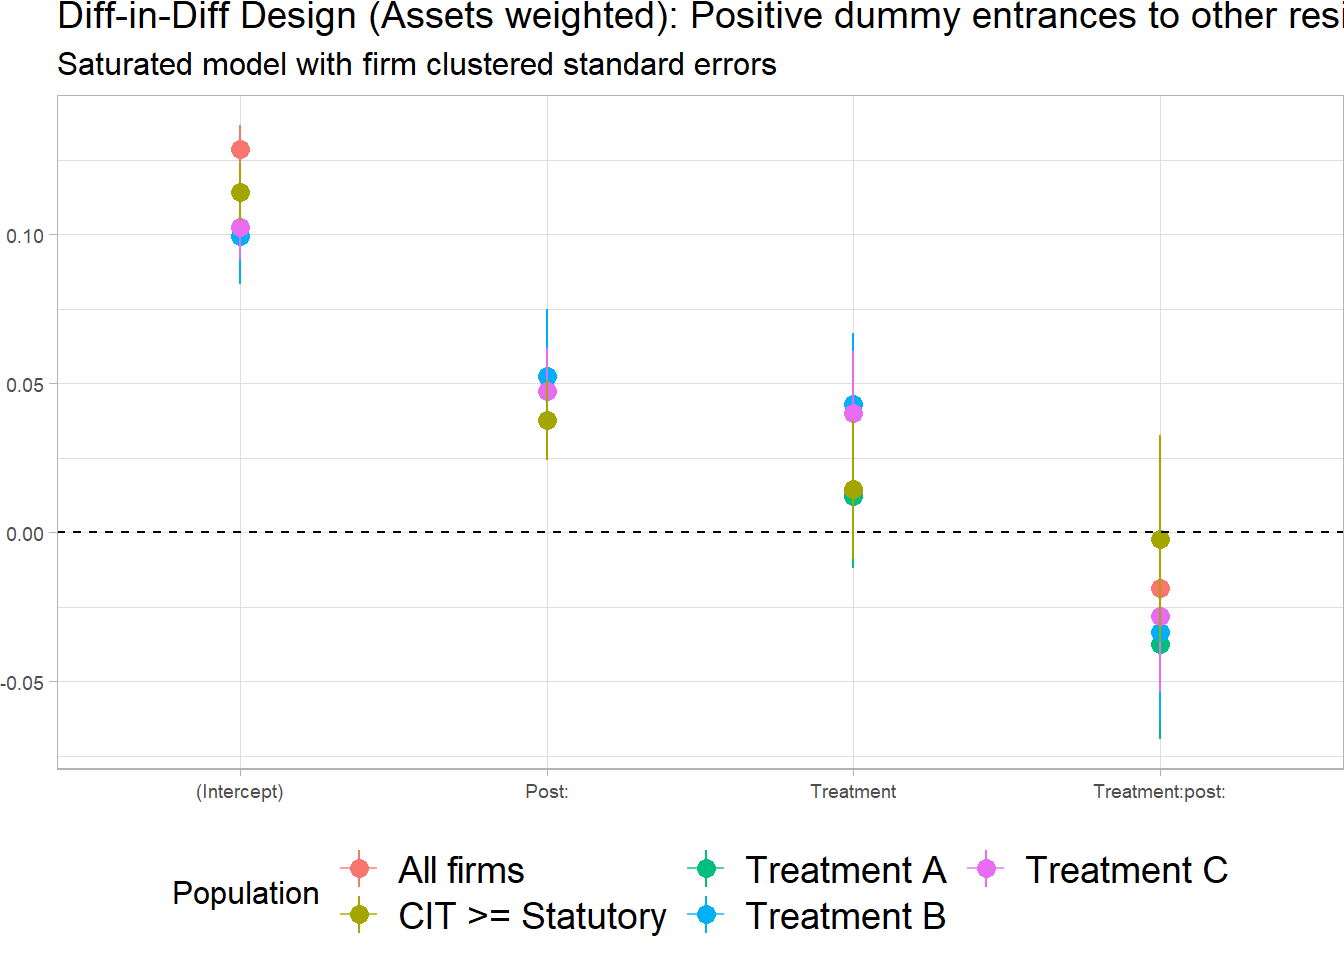 Diff-in-Diff Design (Assets weighted): Positive dummy entrances to other resi
Saturated model with firm clustered standard errors
0.10
0.05
0.00
-0.05
(Intercept) Post: Treatment Treatment:post:
Population
All firms Treatment A Treatment C
CIT >= Statutory Treatment B